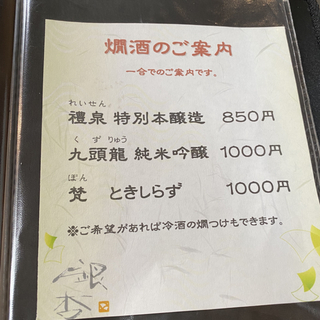 燗酒のご案内
一合でのご案内です。
れいせん
禮泉 特別本醸造 850円
くずりゅう
九頭龍 純米吟醸 1000円
ぼん
梵 ときしらず 1000円
※ご希望があれば冷酒の燗つけもできます。
銀杏